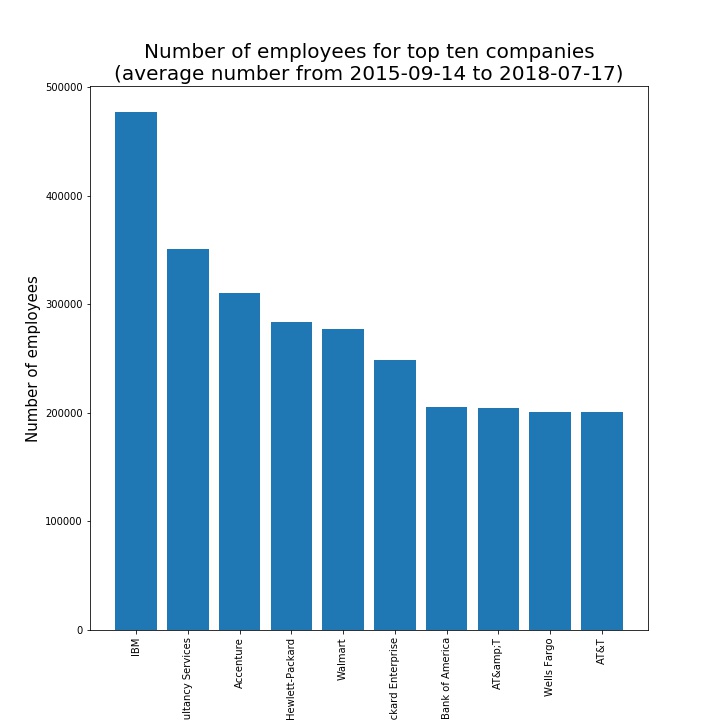 Number of employees for top ten companies
(average number from 2015-09-14 to 2018-07-17)
Number of employees
500000
400000
300000
200000
100000
0
IBM
ultancy Services
Accenture
Hewlett-Packard
Walmart
ckard Enterprise
Bank of America
AT&amp;T
Wells Fargo
AT&T